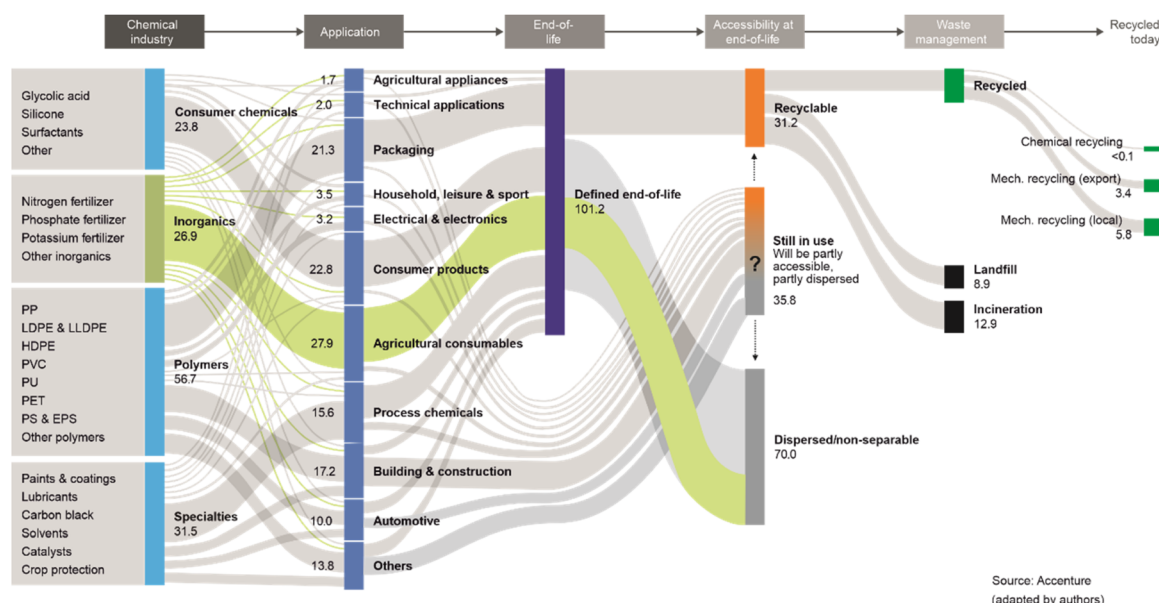 Chemical
industry
Application
End-of-
life
Accessibility at
end-of-life
Waste
management
Recycled
today
Glycolic acid
Silicone
Surfactants
Other
Consumer chemicals
23.8
Nitrogen fertilizer
Phosphate fertilizer
Potassium fertilizer
Other inorganics
Inorganics
26.9
PP
LDPE & LLDPE
HDPE
PVC
PU
PET
PS & EPS
Other polymers
Polymers
56.7
Paints & coatings
Lubricants
Carbon black
Solvents
Catalysts
Crop protection
Specialties
31.5
1.7 Agricultural appliances
2.0 Technical applications
21.3 Packaging
3.5 Household, leisure & sport
3.2 Electrical & electronics
22.8 Consumer products
27.9 Agricultural consumables
15.6 Process chemicals
17.2 Building & construction
10.0 Automotive
13.8 Others
Defined end-of-life
101.2
Recyclable
31.2
?
Still in use
Will be partly
accessible,
partly dispersed
35.8
Dispersed/non-separable
70.0
Recycled
Landfill
8.9
Incineration
12.9
Chemical recycling
<0.1
Mech. recycling (export)
3.4
Mech. recycling (local)
5.8
Source: Accenture
(adapted by authors)